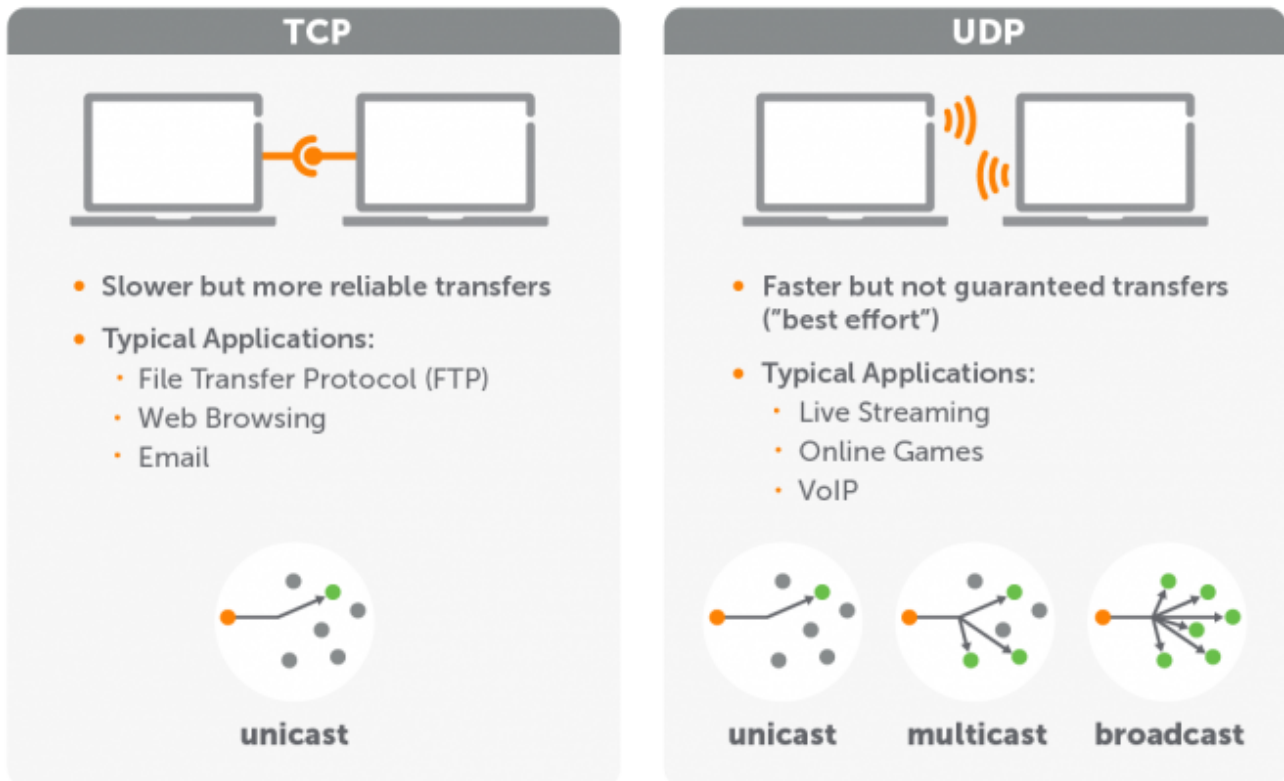 TCP
• Slower but more reliable transfers
• Typical Applications:
· File Transfer Protocol (FTP)
· Web Browsing
· Email
unicast
UDP
• Faster but not guaranteed transfers
("best effort")
• Typical Applications:
· Live Streaming
· Online Games
· VoIP
unicast
multicast
broadcast